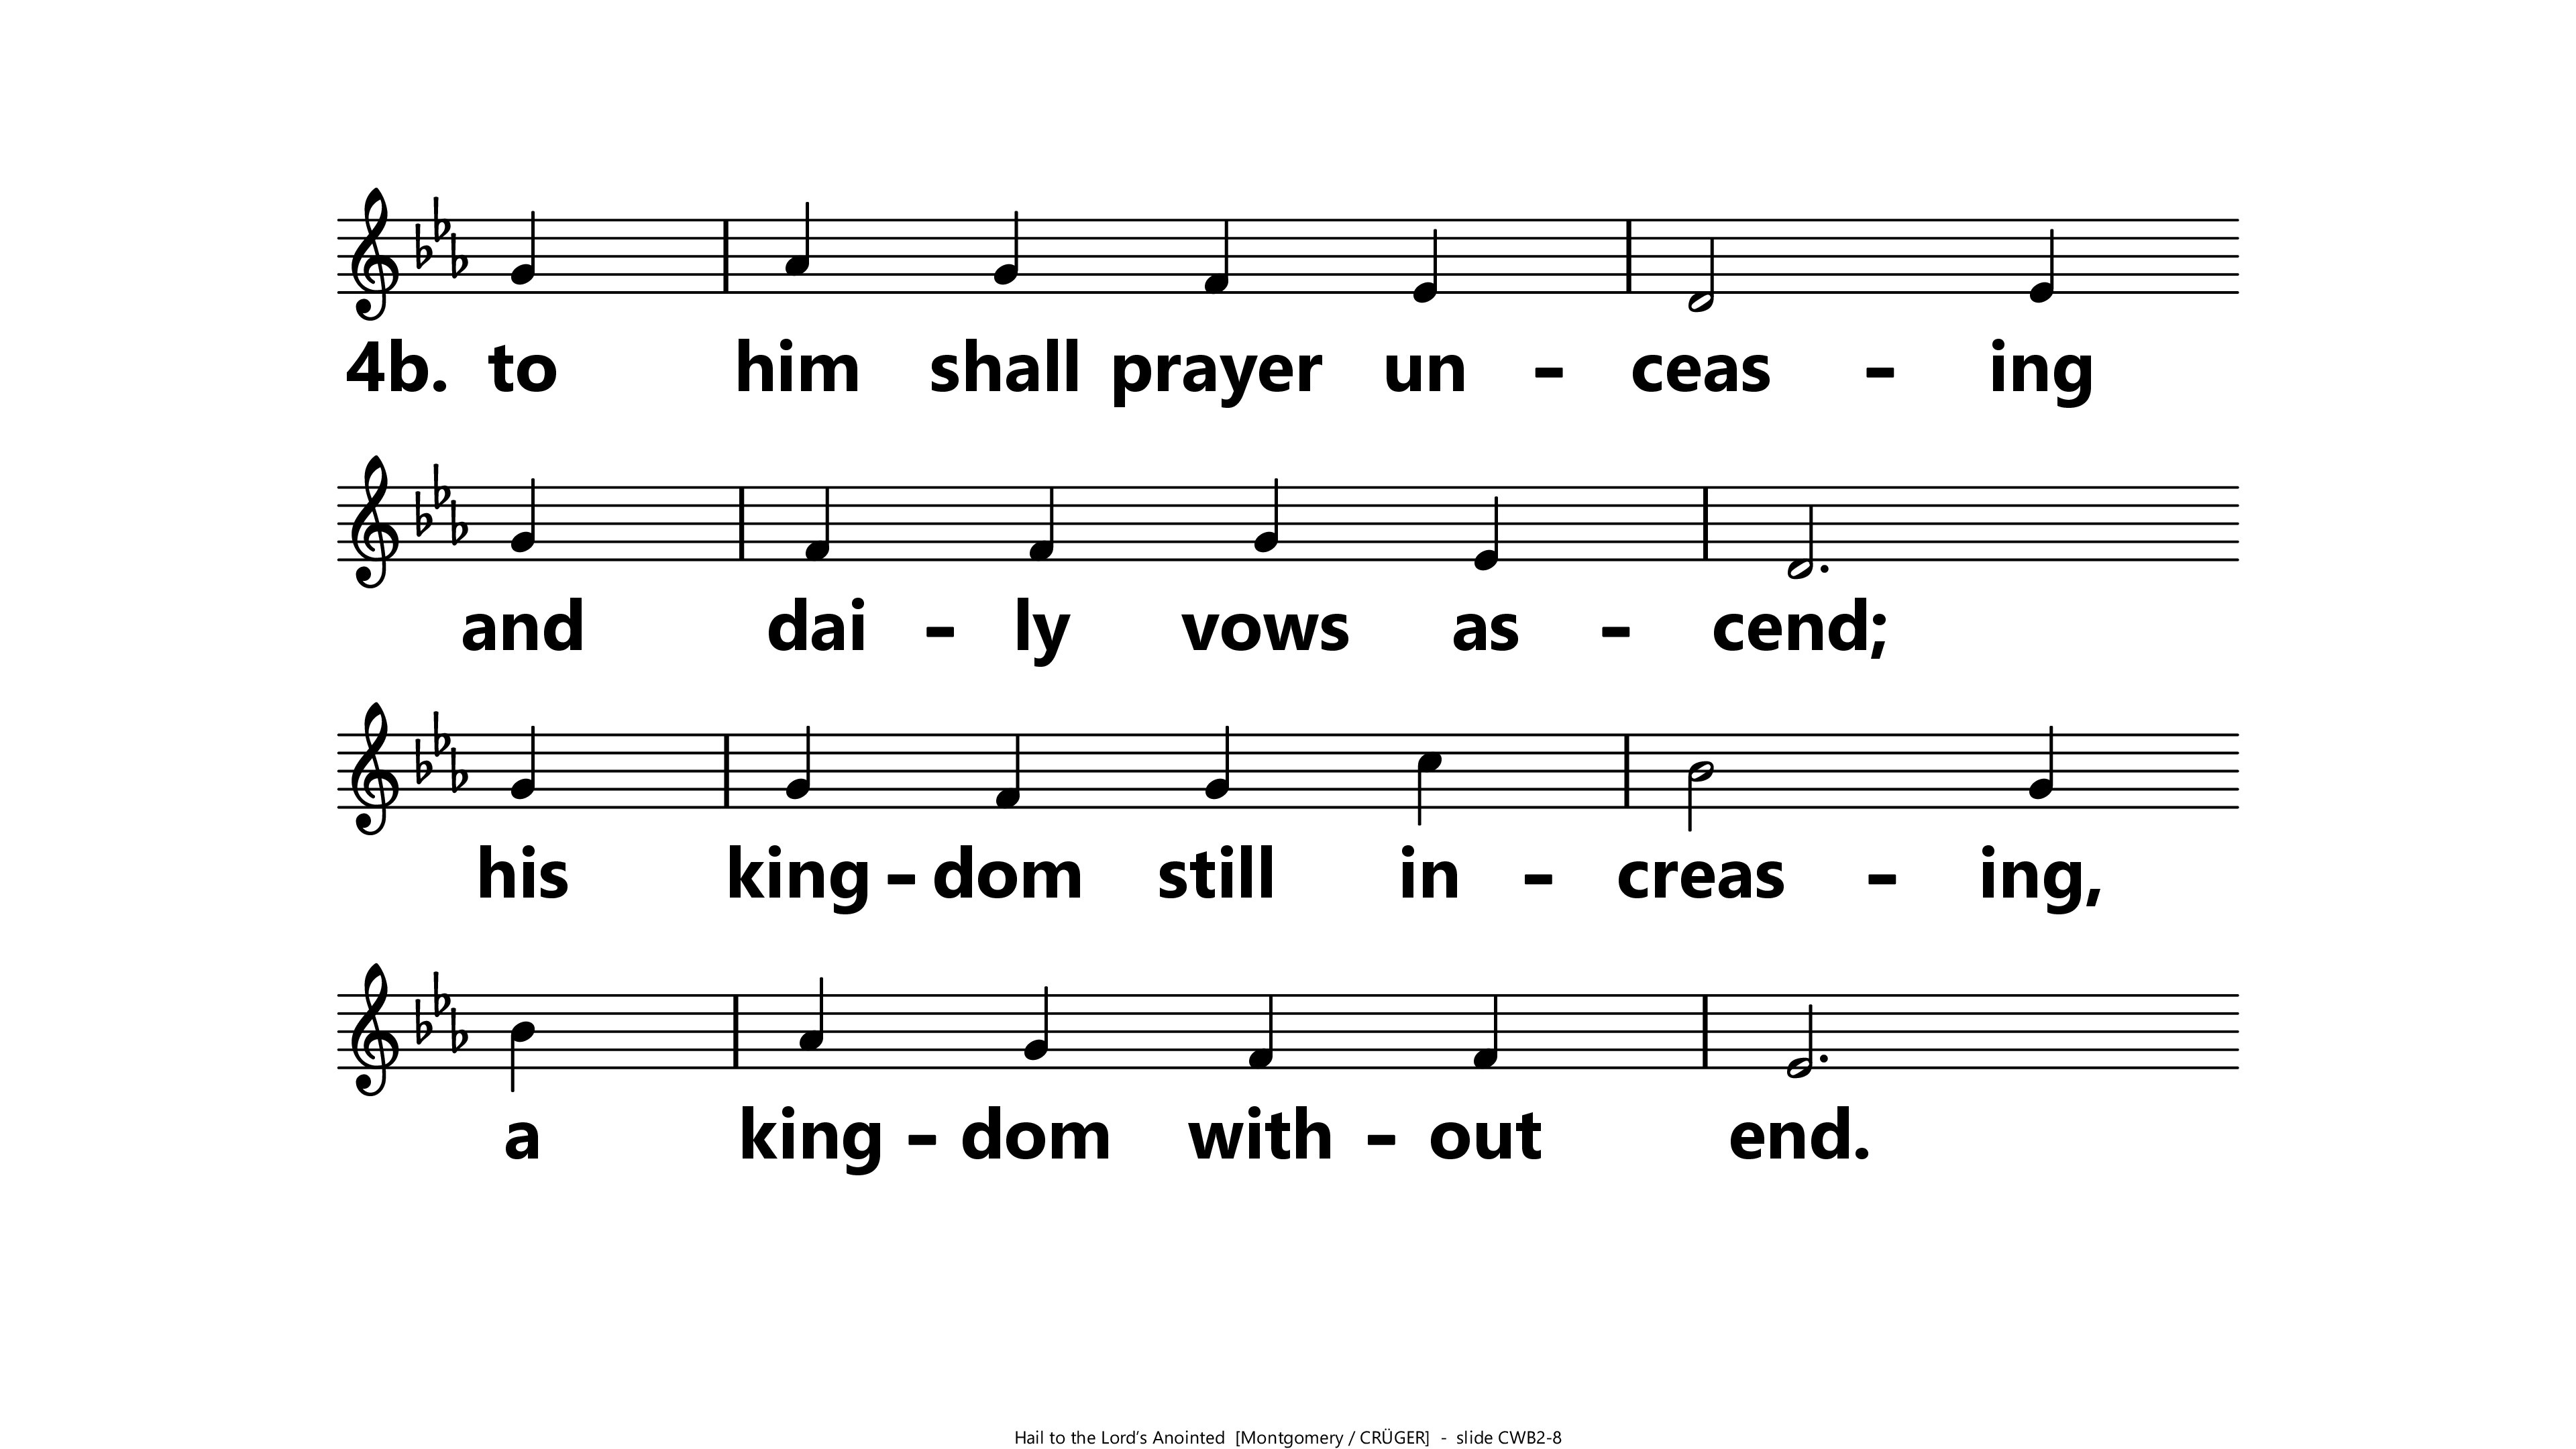 4b. to him shall prayer un - ceas - ing
and dai - ly vows as - cend;
his king - dom still in - creas - ing,
a king - dom with - out end.
Hail to the Lord’s Anointed [Montgomery / CRÜGER] - slide CWB2-8